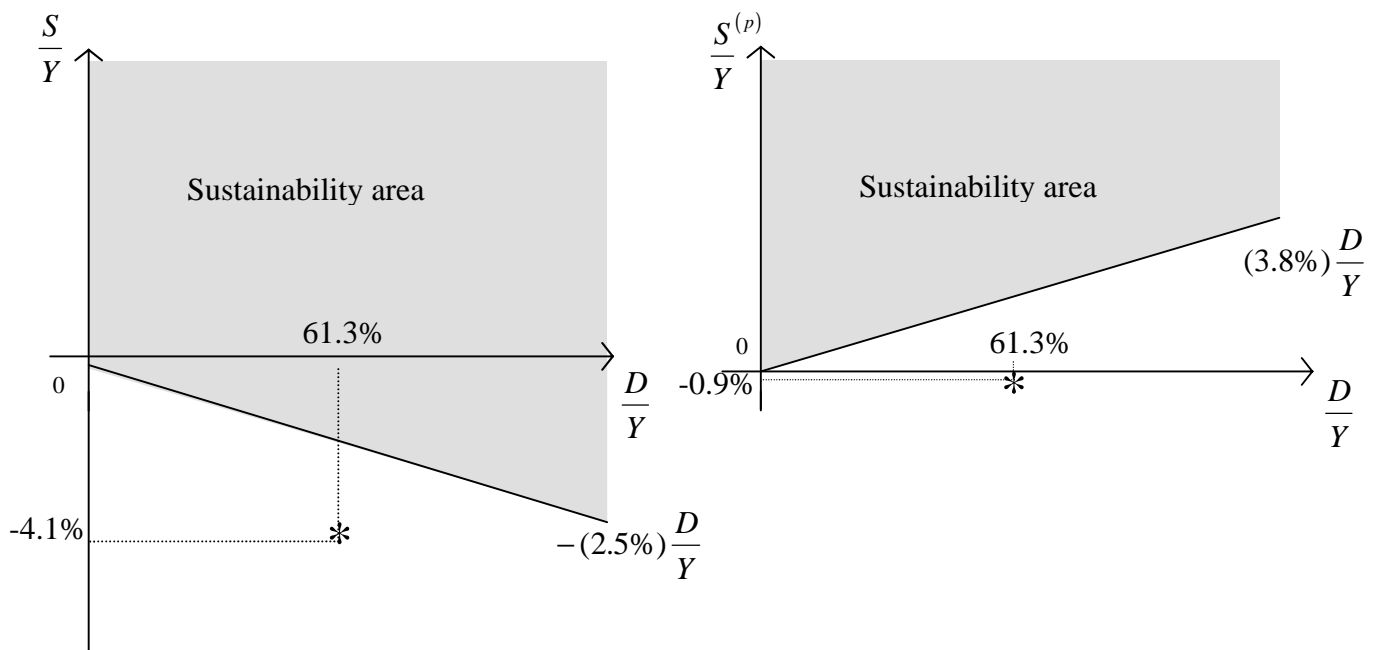 S/Y
Sustainability area
61.3%
0
D/Y
-4.1%
−(2.5%) D/Y
S^(p)/Y
Sustainability area
(3.8%) D/Y
0
61.3%
-0.9%
D/Y